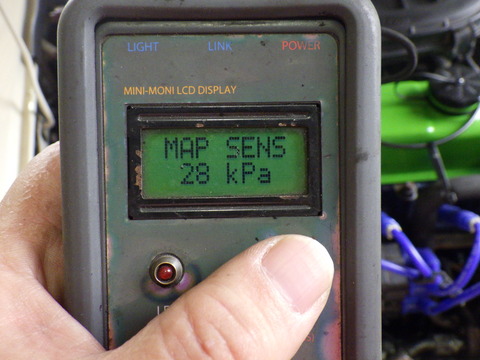 LIGHT LINK POWER
MINI-MONI LCD DISPLAY
MAP SENS
28 kPa